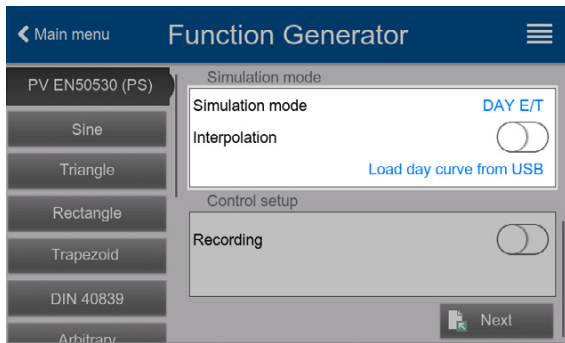 Main menu
Function Generator
PV EN50530 (PS)
Sine
Triangle
Rectangle
Trapezoid
DIN 40839
Arbitrary
Simulation mode
Simulation mode DAY E/T
Interpolation
Load day curve from USB
Control setup
Recording
Next